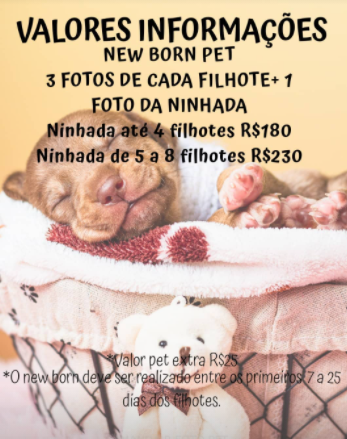 VALORES INFORMAÇÕES
NEW BORN PET
3 FOTOS DE CADA FILHOTE+ 1
FOTO DA NINHADA
Ninhada até 4 filhotes R$180
Ninhada de 5 a 8 filhotes R$230
*Valor pet extra R$25
*O new born deve ser realizado entre os primeiros 7 a 25
dias dos filhotes.